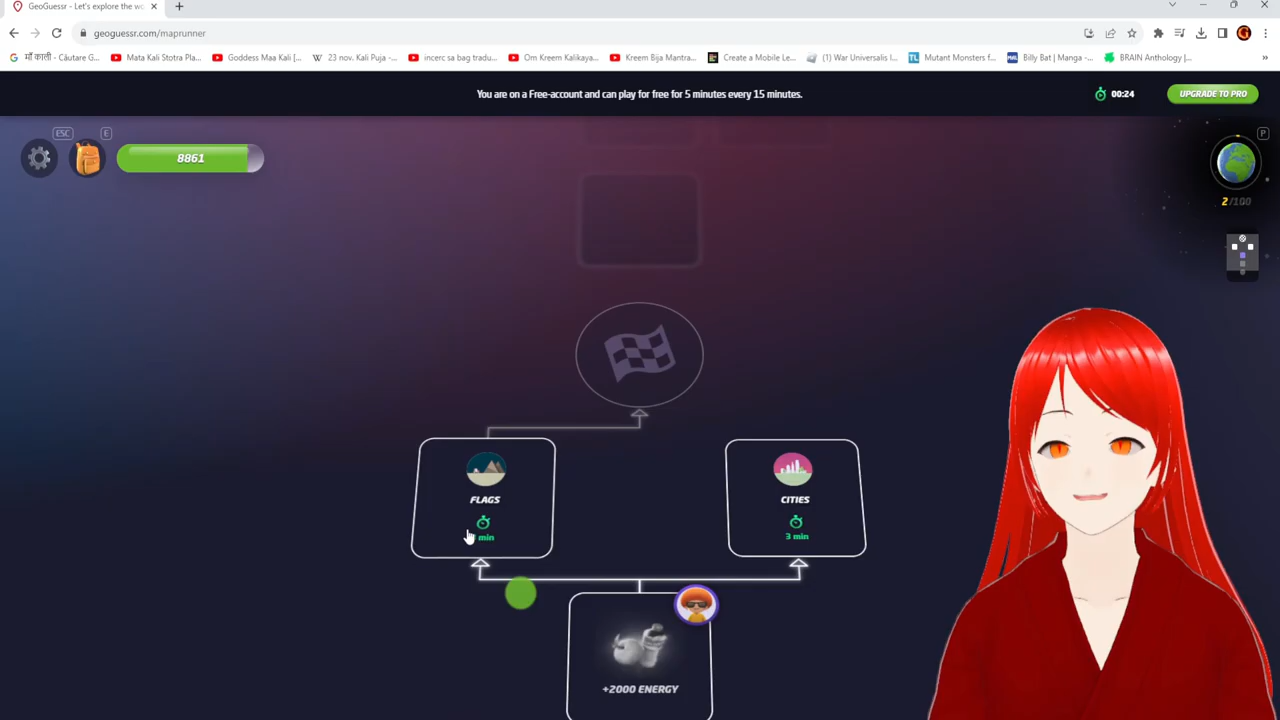 GeoGuessr - Let's explore the wo
geoguessr.com/maprunner
माँ काली - Căutare G...
Mata Kali Stotra Pla...
Goddess Maa Kali [...
23 nov. Kali Puja -...
incerc sa bag tradu...
Om Kreem Kalikaya...
Kreem Bija Mantra...
Create a Mobile Le...
(1) War Universalis I...
Mutant Monsters f...
Billy Bat | Manga -...
BRAIN Anthology |...
You are on a Free-account and can play for free for 5 minutes every 15 minutes.
00:24
UPGRADE TO PRO
ESC
E
8861
P
2/100
FLAGS
min
CITIES
3 min
+2000 ENERGY